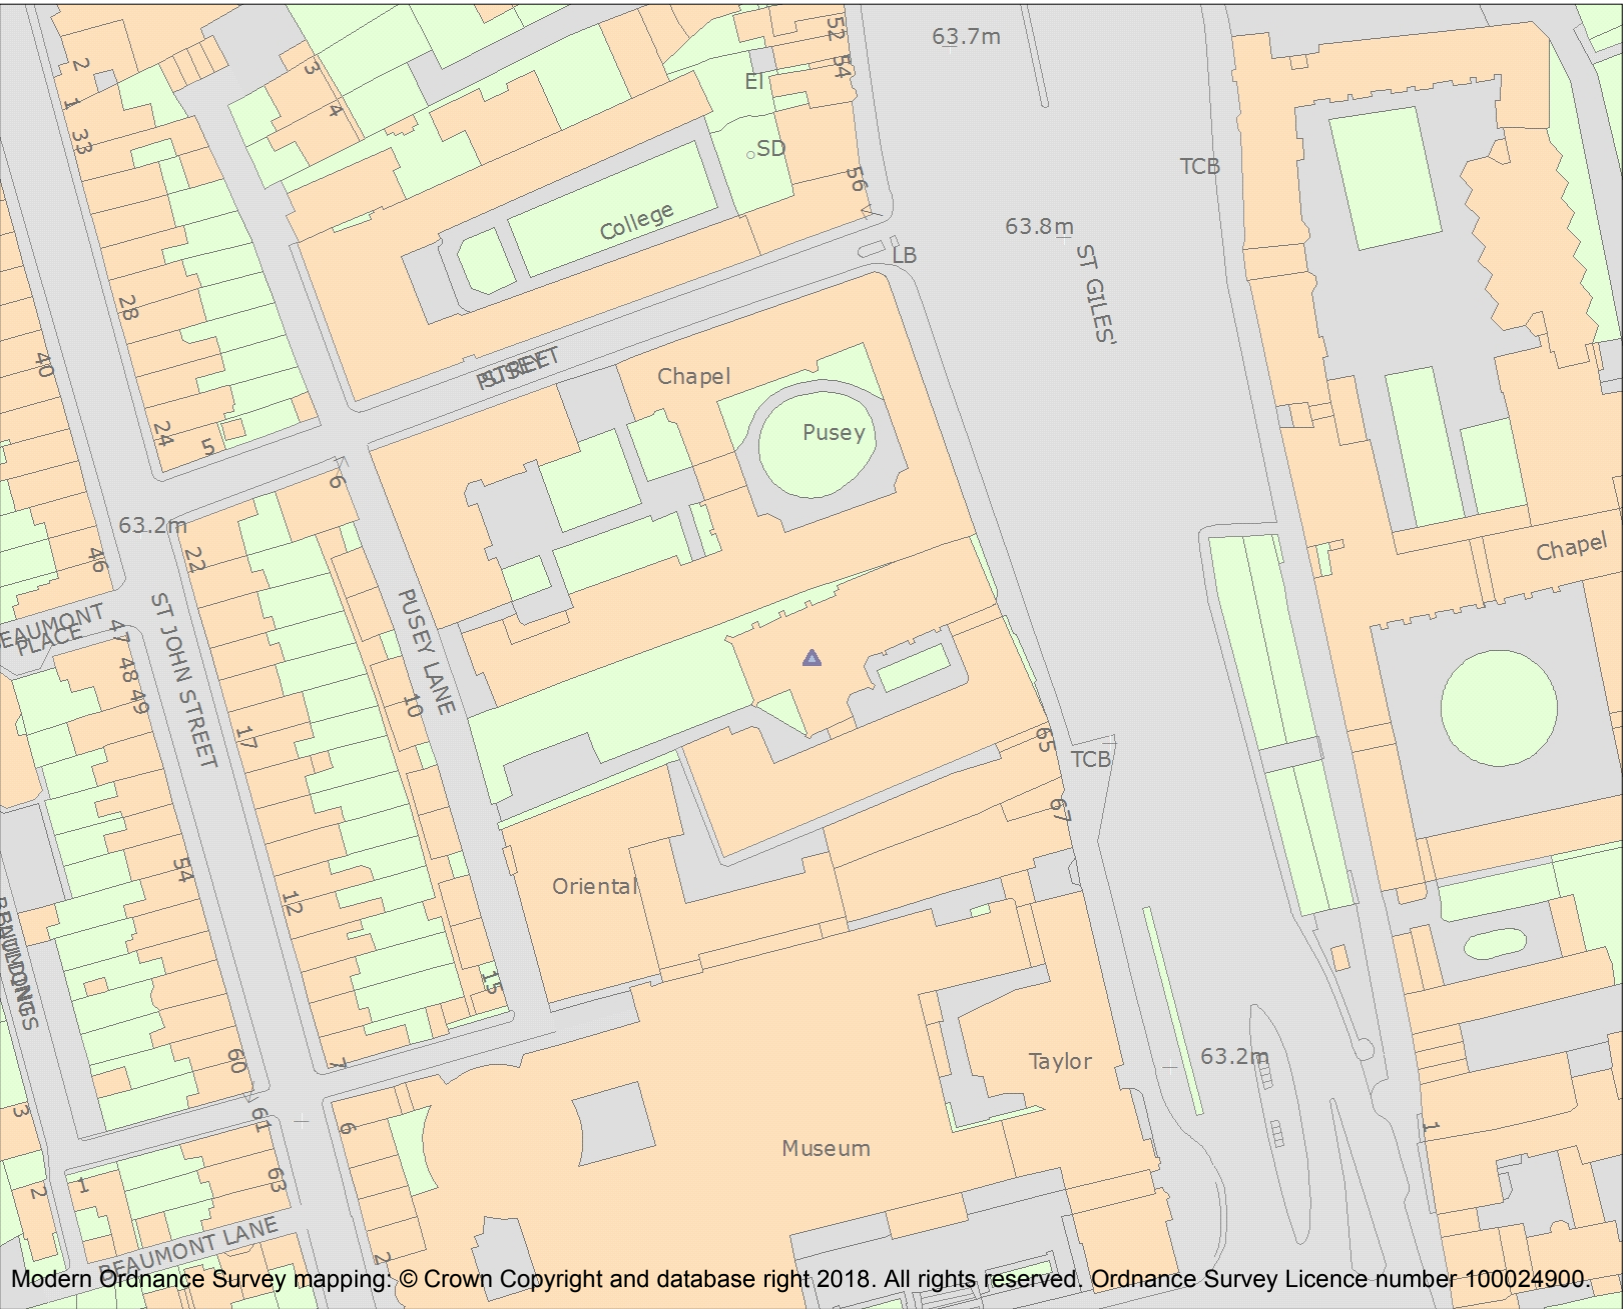 52
63.7m
2
3
54
El
1
4
33
SD
TCB
56
College
63.8m
LB
ST GILES'
28
PUSEY
STREET
40
Chapel
Pusey
24
5
6
63.2m
46
22
Chapel
PUSEY LANE
BEAUMONT
PLACE
47
ST JOHN STREET
48
49
10
17
65
TCB
67
54
Oriental
12
BEAUMONT
BUILDINGS
15
60
7
Taylor
63.2m
3
61
6
Museum
1
2
1
63
BEAUMONT LANE
2
Modern Ordnance Survey mapping: © Crown Copyright and database right 2018. All rights reserved. Ordnance Survey Licence number 100024900.